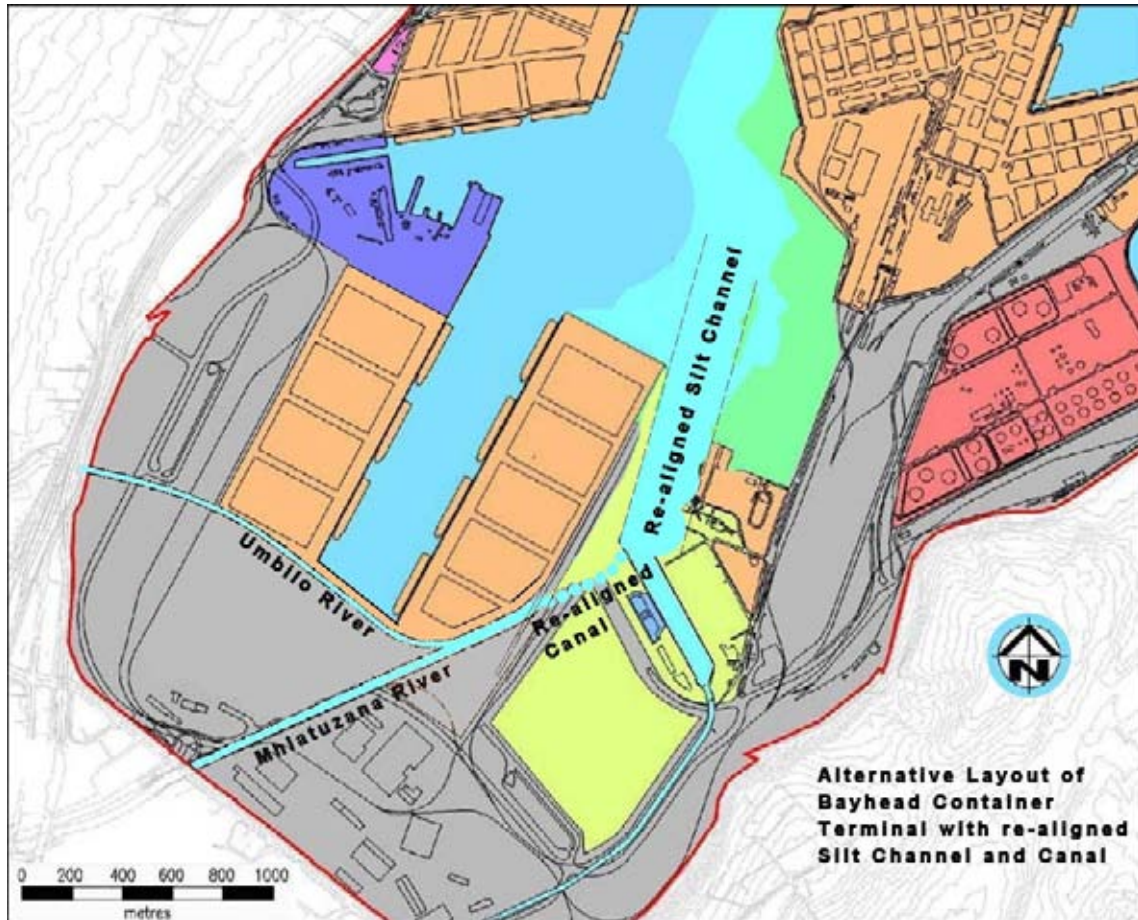 Re-aligned Silt Channel
Umbilo River
Re-aligned
Canal
Mhlatuzana River
N
Alternative Layout of
Bayhead Container
Terminal with re-aligned
Silt Channel and Canal
0 200 400 600 800 1000
metres